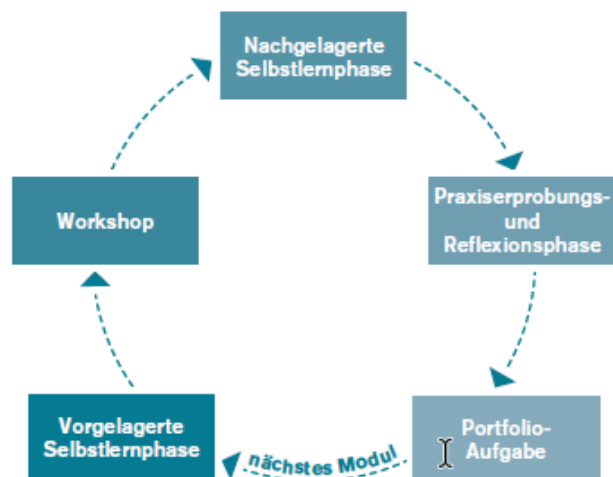 Nachgelagerte
Selbstlernphase
Workshop
Praxiserprobungs-
und
Reflexionsphase
Vorgelagerte
Selbstlernphase
Portfolio-
Aufgabe
nächstes Modul